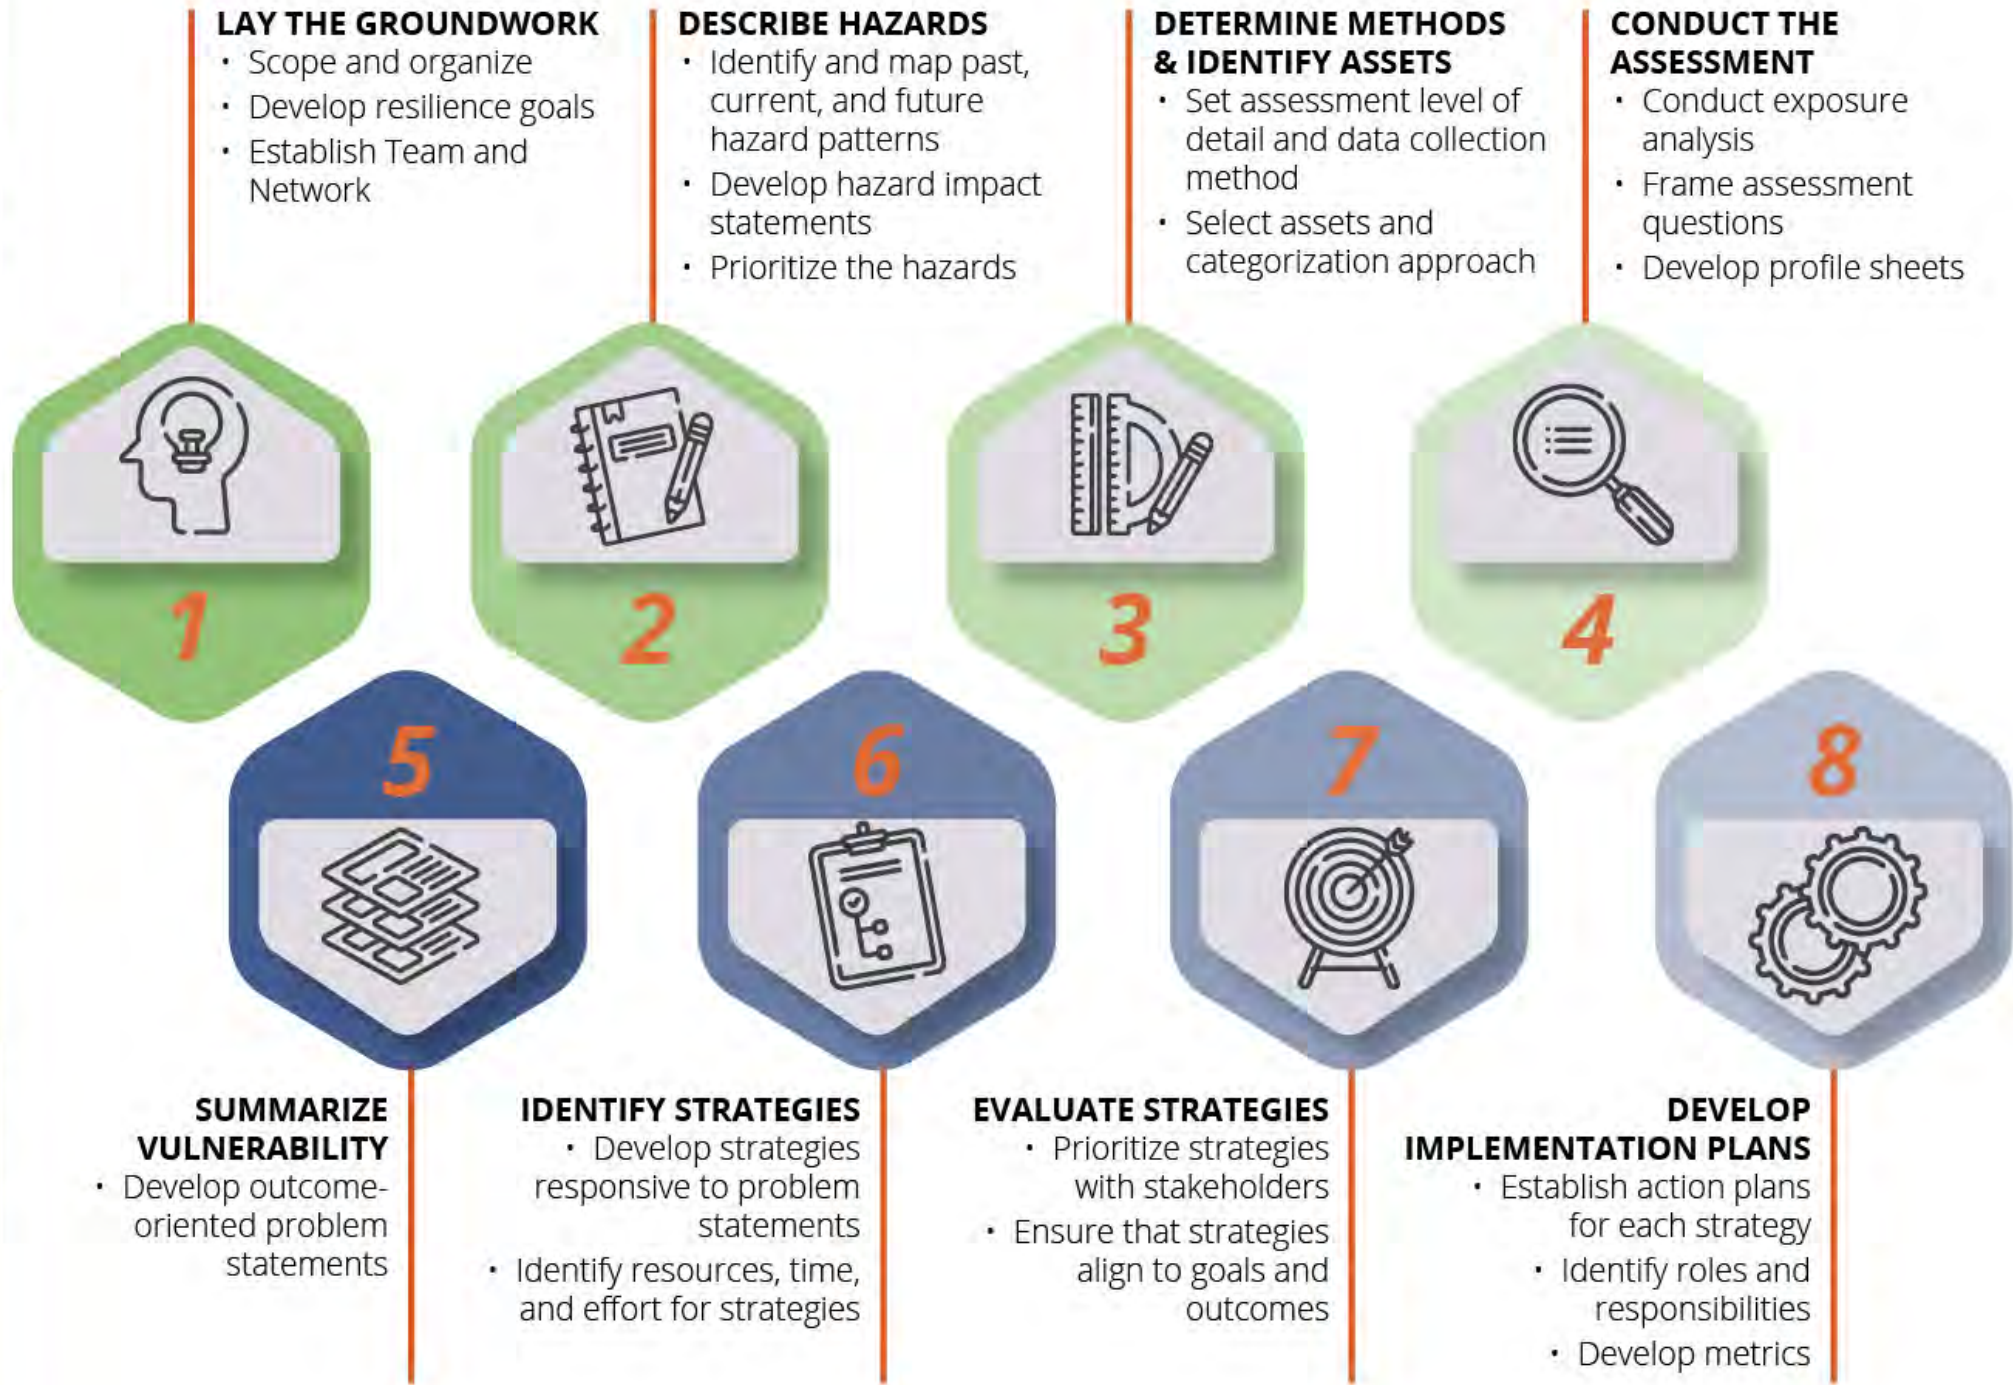 LAY THE GROUNDWORK
· Scope and organize
· Develop resilience goals
· Establish Team and
Network
DESCRIBE HAZARDS
· Identify and map past,
current, and future
hazard patterns
· Develop hazard impact
statements
· Prioritize the hazards
DETERMINE METHODS
& IDENTIFY ASSETS
· Set assessment level of
detail and data collection
method
· Select assets and
categorization approach
CONDUCT THE
ASSESSMENT
· Conduct exposure
analysis
· Frame assessment
questions
· Develop profile sheets
1
2
3
4
5
6
7
8
SUMMARIZE
VULNERABILITY
· Develop outcome-
oriented problem
statements
IDENTIFY STRATEGIES
· Develop strategies
responsive to problem
statements
· Identify resources, time,
and effort for strategies
EVALUATE STRATEGIES
· Prioritize strategies
with stakeholders
· Ensure that strategies
align to goals and
outcomes
DEVELOP
IMPLEMENTATION PLANS
· Establish action plans
for each strategy
· Identify roles and
responsibilities
· Develop metrics